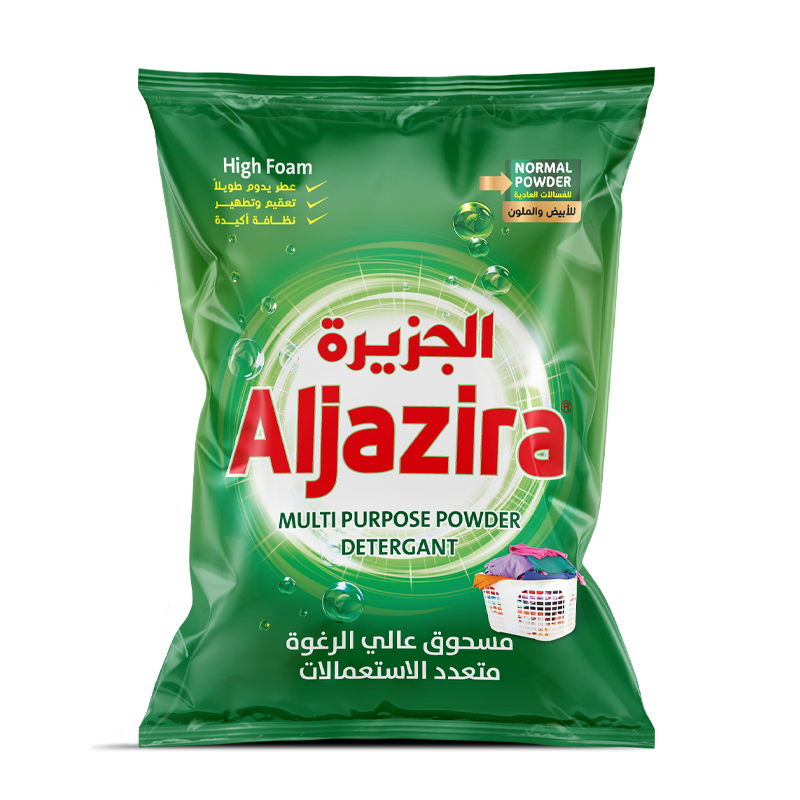 High Foam
عطر يدوم طويلاً
تعقيم وتطهير
نظافة أكيدة
NORMAL
POWDER
للغسالات العادية
للأبيض والملون
الجزيرة
Aljazira®
MULTI PURPOSE POWDER
DETERGANT
مسحوق عالي الرغوة
متعدد الاستعمالات